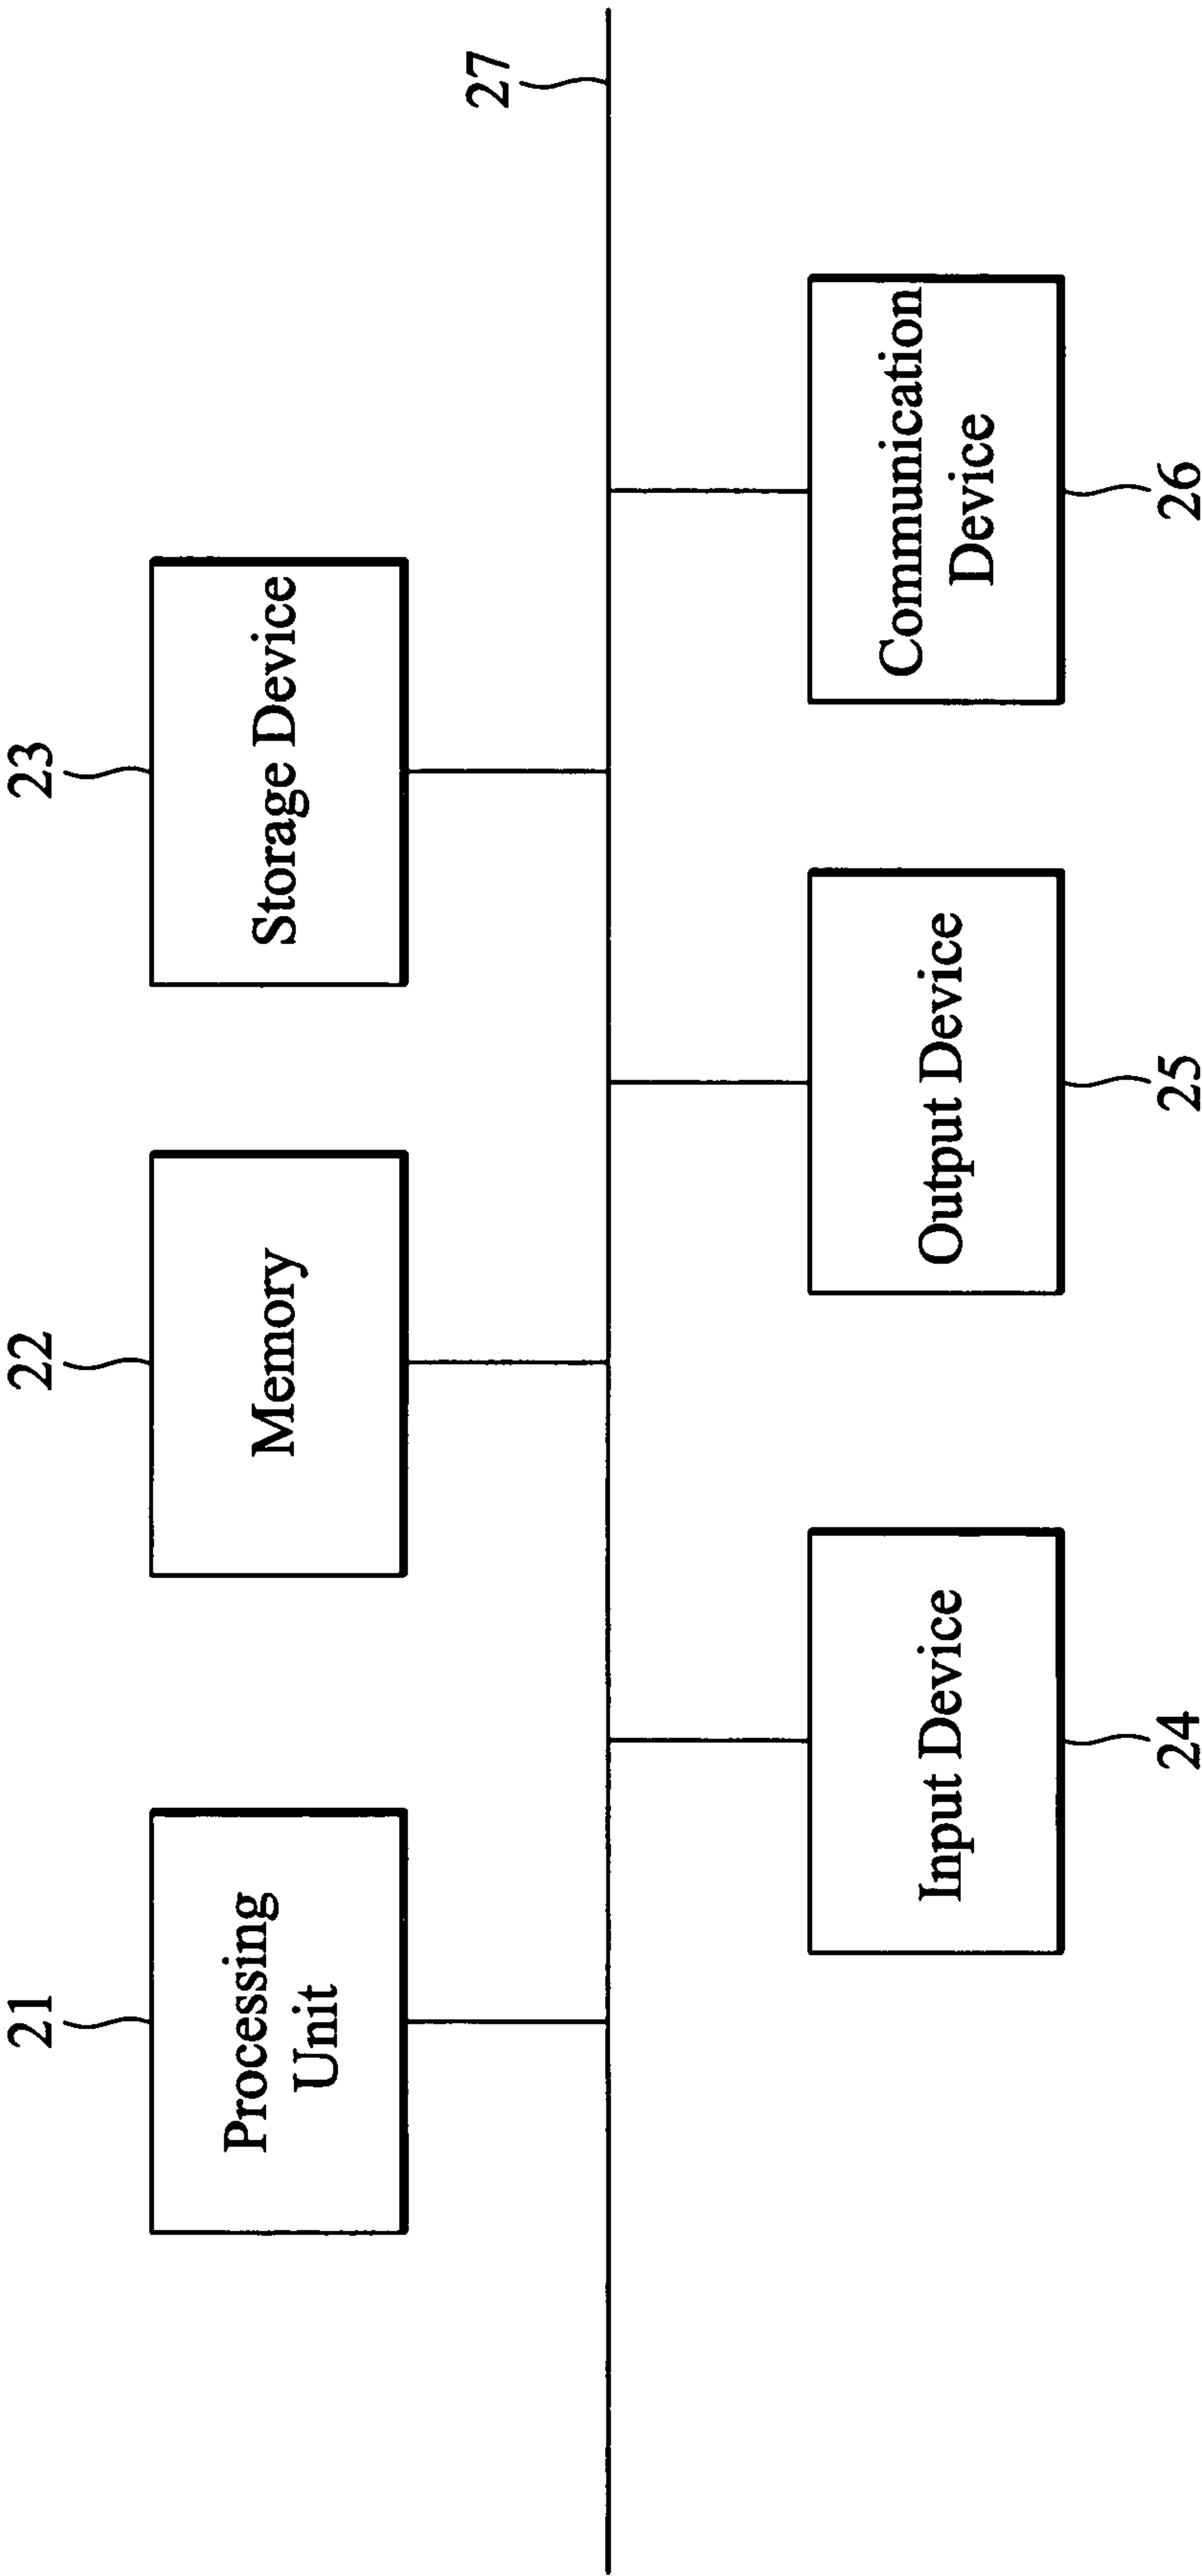 21
22
23
Processing
Unit
Memory
Storage Device
27
Input Device
Output Device
Communication
Device
24
25
26